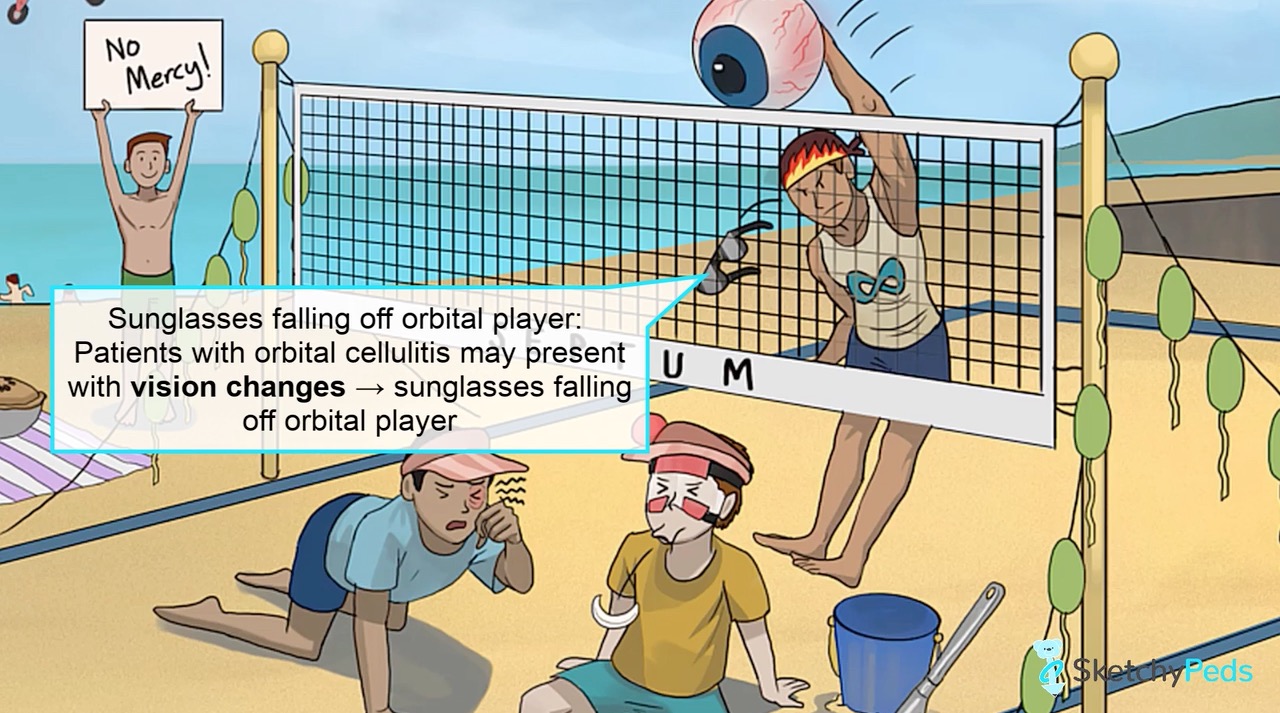 No
Mercy!
Sunglasses falling off orbital player:
Patients with orbital cellulitis may present
with vision changes → sunglasses falling
off orbital player
U M
SketchyPeds